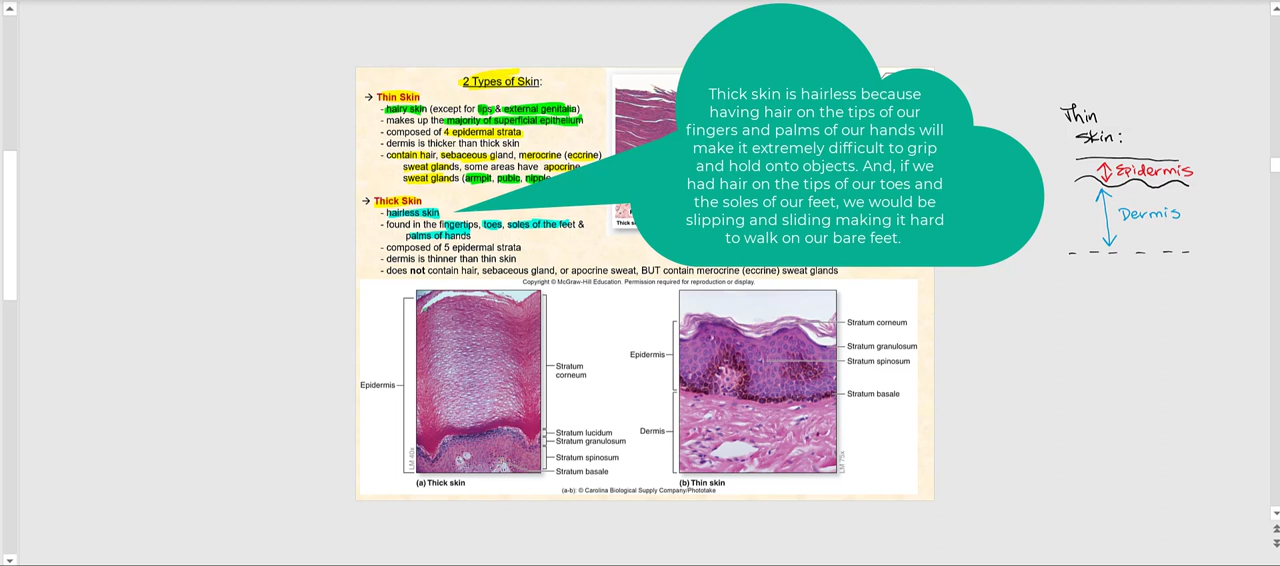 2 Types of Skin:
→ Thin Skin
- hairy skin (except for lips & external genitalia)
- makes up the majority of superficial epithelium
- composed of 4 epidermal strata
- dermis is thicker than thick skin
- contain hair, sebaceous gland, merocrine (eccrine)
sweat glands, some areas have apocrine
sweat glands (armpit, pubic, nipple
→ Thick Skin
- hairless skin
- found in the fingertips, toes, soles of the feet &
palms of hands
- composed of 5 epidermal strata
- dermis is thinner than thin skin
- does not contain hair, sebaceous gland, or apocrine sweat, BUT contain merocrine (eccrine) sweat glands
Thick skin is hairless because
having hair on the tips of our
fingers and palms of our hands will
make it extremely difficult to grip
and hold onto objects. And, if we
had hair on the tips of our toes and
the soles of our feet, we would be
slipping and sliding making it hard
to walk on our bare feet.
Thin
skin:
Epidermis
Dermis
Thick s
Copyright © McGraw-Hill Education. Permission required for reproduction or display.
Epidermis
Stratum
corneum
Stratum lucidum
Stratum granulosum
Stratum spinosum
Stratum basale
LM 40x
(a) Thick skin
Epidermis
Dermis
Stratum corneum
Stratum granulosum
Stratum spinosum
Stratum basale
LM 75x
(b) Thin skin
(a-b): © Carolina Biological Supply Company/Phototake